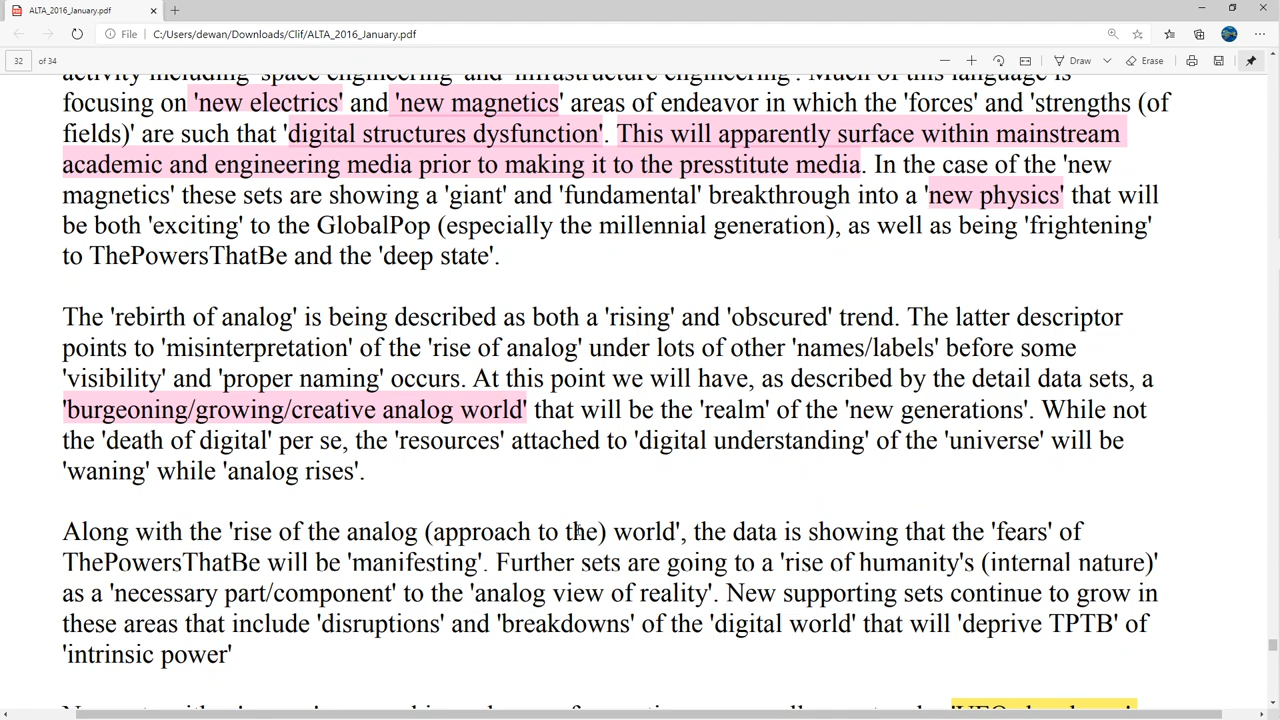 ALTA_2016_January.pdf
File C:/Users/dewan/Downloads/Clif/ALTA_2016_January.pdf
32 of 34 Draw Erase
activity including 'space engineering' and 'infrastructure engineering'. Much of this language is
focusing on 'new electrics' and 'new magnetics' areas of endeavor in which the 'forces' and 'strengths (of
fields)' are such that 'digital structures dysfunction'. This will apparently surface within mainstream
academic and engineering media prior to making it to the presstitute media. In the case of the 'new
magnetics' these sets are showing a 'giant' and 'fundamental' breakthrough into a 'new physics' that will
be both 'exciting' to the GlobalPop (especially the millennial generation), as well as being 'frightening'
to ThePowersThatBe and the 'deep state'.
The 'rebirth of analog' is being described as both a 'rising' and 'obscured' trend. The latter descriptor
points to 'misinterpretation' of the 'rise of analog' under lots of other 'names/labels' before some
'visibility' and 'proper naming' occurs. At this point we will have, as described by the detail data sets, a
'burgeoning/growing/creative analog world' that will be the 'realm' of the 'new generations'. While not
the 'death of digital' per se, the 'resources' attached to 'digital understanding' of the 'universe' will be
'waning' while 'analog rises'.
Along with the 'rise of the analog (approach to the) world', the data is showing that the 'fears' of
ThePowersThatBe will be 'manifesting'. Further sets are going to a 'rise of humanity's (internal nature)'
as a 'necessary part/component' to the 'analog view of reality'. New supporting sets continue to grow in
these areas that include 'disruptions' and 'breakdowns' of the 'digital world' that will 'deprive TPTB' of
'intrinsic power'